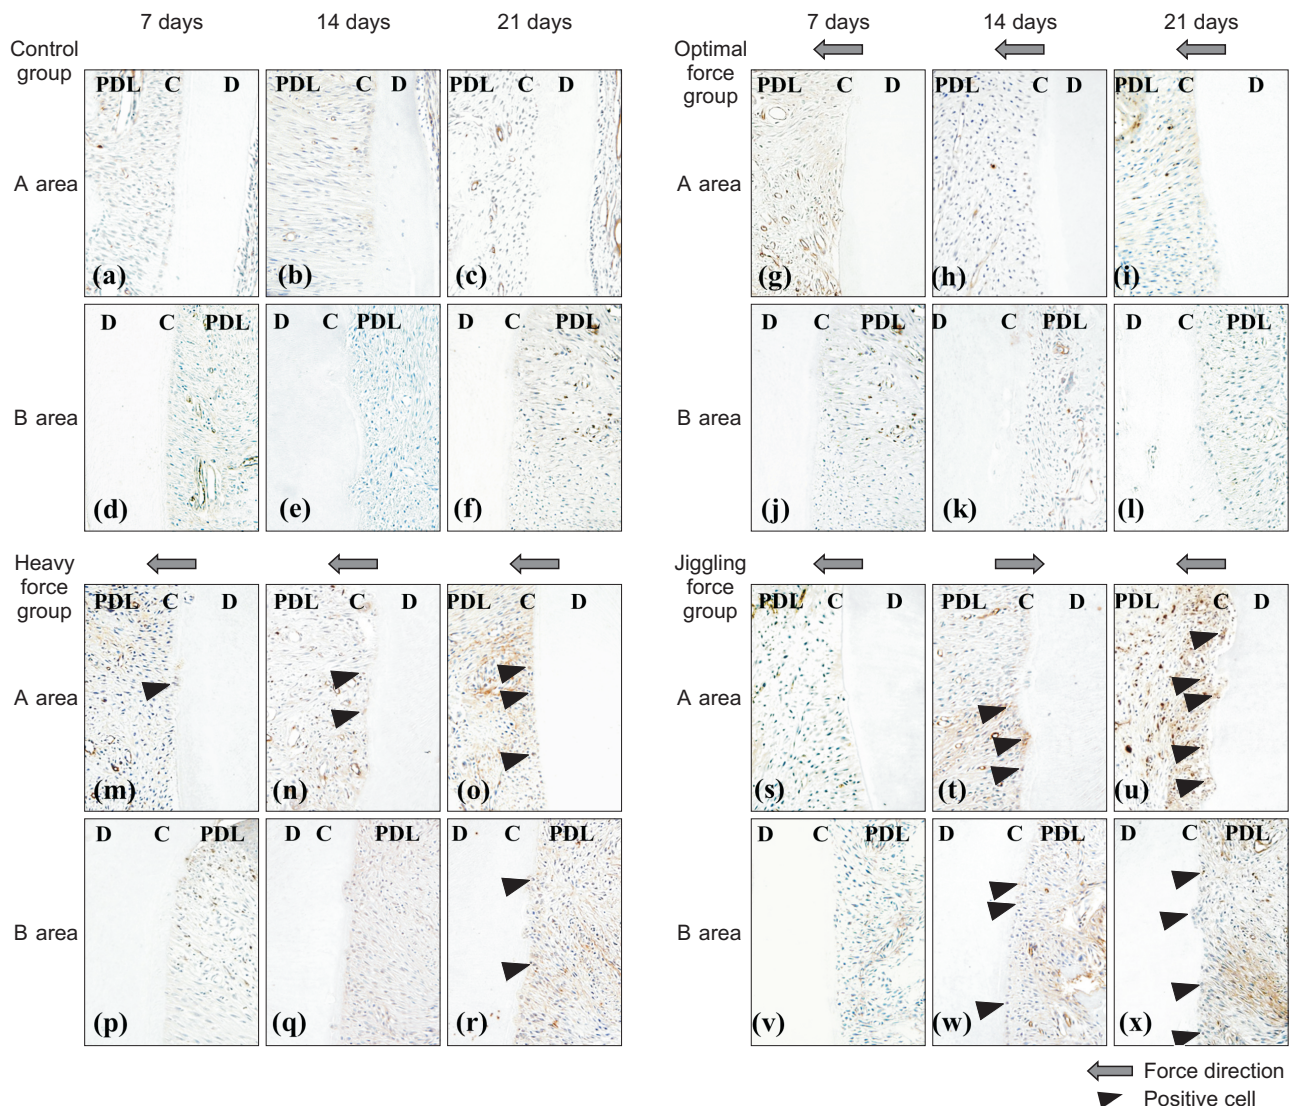 7 days 14 days 21 days
Control group
A area
PDL C D (a)
PDL C D (b)
PDL C D (c)
B area
D C PDL (d)
D C PDL (e)
D C PDL (f)
7 days 14 days 21 days
Optimal force group
A area
PDL C D (g)
PDL C D (h)
PDL C D (i)
B area
D C PDL (j)
D C PDL (k)
D C PDL (l)
Heavy force group
A area
PDL C D (m)
PDL C D (n)
PDL C D (o)
B area
D C PDL (p)
D C PDL (q)
D C PDL (r)
Jiggling force group
A area
PDL C D (s)
PDL C D (t)
PDL C D (u)
B area
D C PDL (v)
D C PDL (w)
D C PDL (x)
Force direction
Positive cell